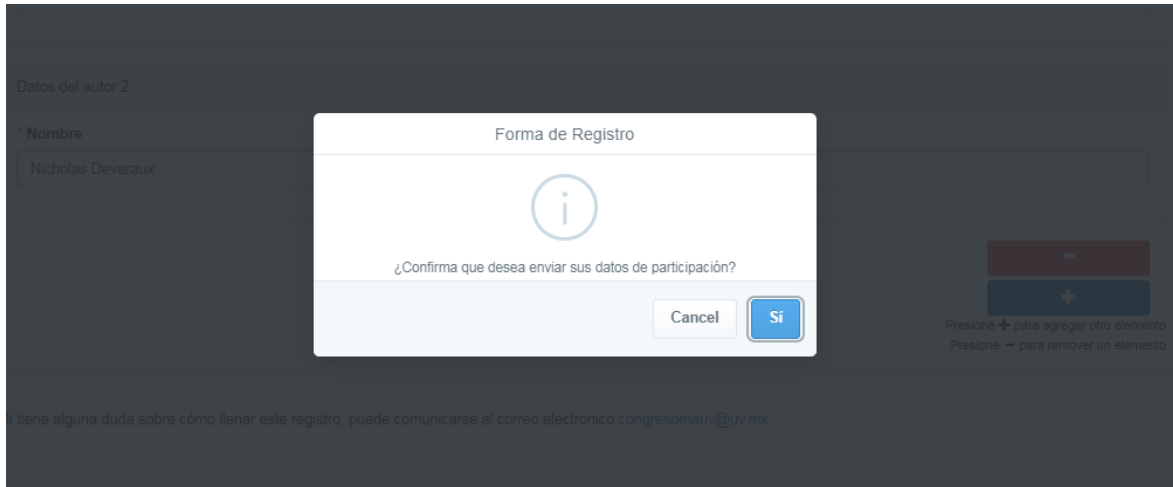 Datos del autor 2
* Nombre
Nicholas Deveraux
Forma de Registro
¿Confirma que desea enviar sus datos de participación?
Cancel
Sí
Presione + para agregar otro elemento
Presione − para remover un elemento
Sí tiene alguna duda sobre cómo llenar este registro, puede comunicarse al correo electrónico congresomauv@uv.mx